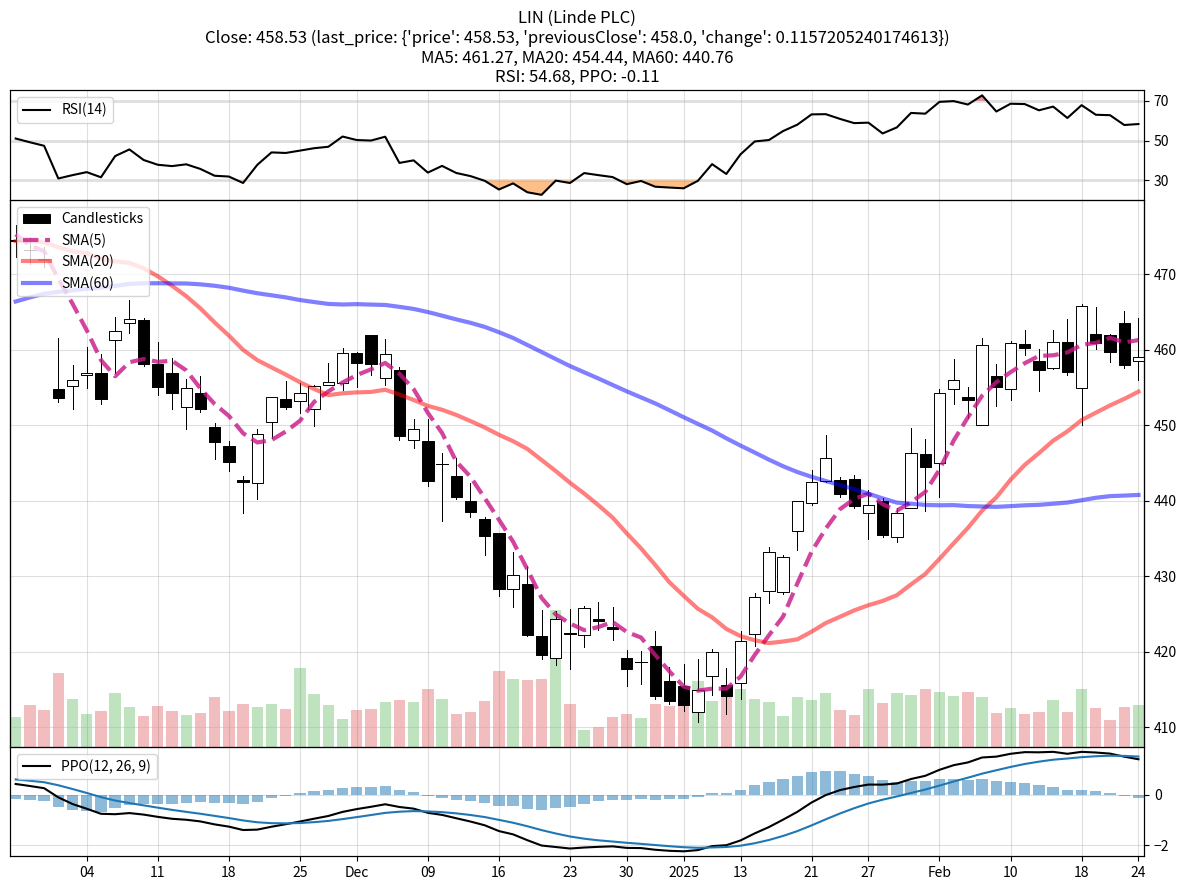 LIN (Linde PLC)
Close: 458.53 (last_price: {'price': 458.53, 'previousClose': 458.0, 'change': 0.1157205240174613})
MA5: 461.27, MA20: 454.44, MA60: 440.76
RSI: 54.68, PPO: -0.11
RSI(14)
70
50
30
Candlesticks
SMA(5)
SMA(20)
SMA(60)
470
460
450
440
430
420
410
PPO(12, 26, 9)
0
−2
04 11 18 25 Dec 09 16 23 30 2025 13 21 27 Feb 10 18 24